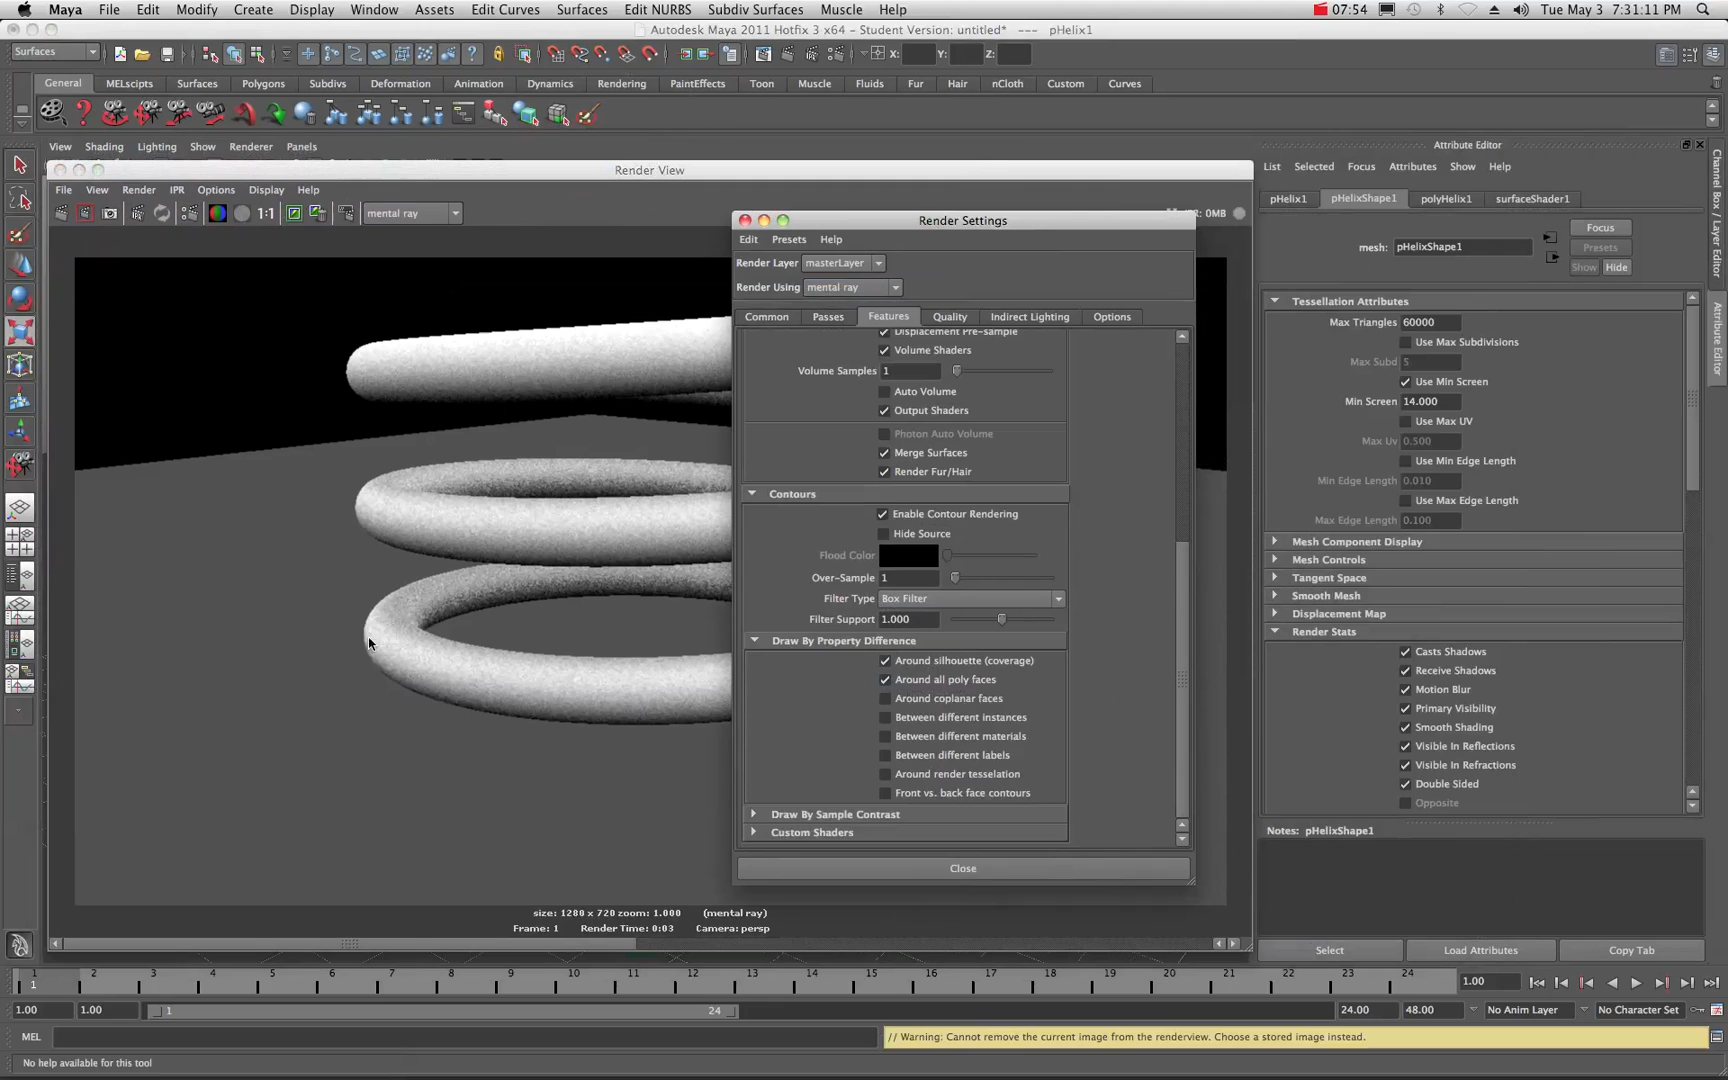 Maya File Edit Modify Create Display Window Assets Edit Curves Surfaces Edit NURBS Subdiv Surfaces Muscle Help 07:54 Tue May 3 7:31:11 PM
Autodesk Maya 2011 Hotfix 3 x64 - Student Version: untitled* --- pHelix1
Surfaces X: Y: Z:
General MELscipts Surfaces Polygons Subdivs Deformation Animation Dynamics Rendering PaintEffects Toon Muscle Fluids Fur Hair nCloth Custom Curves
View Shading Lighting Show Renderer Panels
Render View
File View Render IPR Options Display Help
1:1 mental ray
0MB
Render Settings
Edit Presets Help
Render Layer masterLayer
Render Using mental ray
Common Passes Features Quality Indirect Lighting Options
Displacement Pre-sample
Volume Shaders
Volume Samples 1
Auto Volume
Output Shaders
Photon Auto Volume
Merge Surfaces
Render Fur/Hair
Contours
Enable Contour Rendering
Hide Source
Flood Color
Over-Sample 1
Filter Type Box Filter
Filter Support 1.000
Draw By Property Difference
Around silhouette (coverage)
Around all poly faces
Around coplanar faces
Between different instances
Between different materials
Between different labels
Around render tesselation
Front vs. back face contours
Draw By Sample Contrast
Custom Shaders
Close
size: 1280 x 720 zoom: 1.000 (mental ray)
Frame: 1 Render Time: 0:03 Camera: persp
Attribute Editor
List Selected Focus Attributes Show Help
pHelix1 pHelixShape1 polyHelix1 surfaceShader1
Focus
mesh: pHelixShape1
Presets
Show Hide
Tessellation Attributes
Max Triangles 60000
Use Max Subdivisions
Max Subd 5
Use Min Screen
Min Screen 14.000
Use Max UV
Max Uv 0.500
Use Min Edge Length
Min Edge Length 0.010
Use Max Edge Length
Max Edge Length 0.100
Mesh Component Display
Mesh Controls
Tangent Space
Smooth Mesh
Displacement Map
Render Stats
Casts Shadows
Receive Shadows
Motion Blur
Primary Visibility
Smooth Shading
Visible In Reflections
Visible In Refractions
Double Sided
Opposite
Notes: pHelixShape1
Select Load Attributes Copy Tab
Channel Box / Layer Editor
Attribute Editor
1 2 3 4 5 6 7 8 9 10 11 12 13 14 15 16 17 18 19 20 21 22 23 24
1 1.00
1.00 1.00 1 24 24.00 48.00 No Anim Layer No Character Set
MEL // Warning: Cannot remove the current image from the renderview. Choose a stored image instead.
No help available for this tool